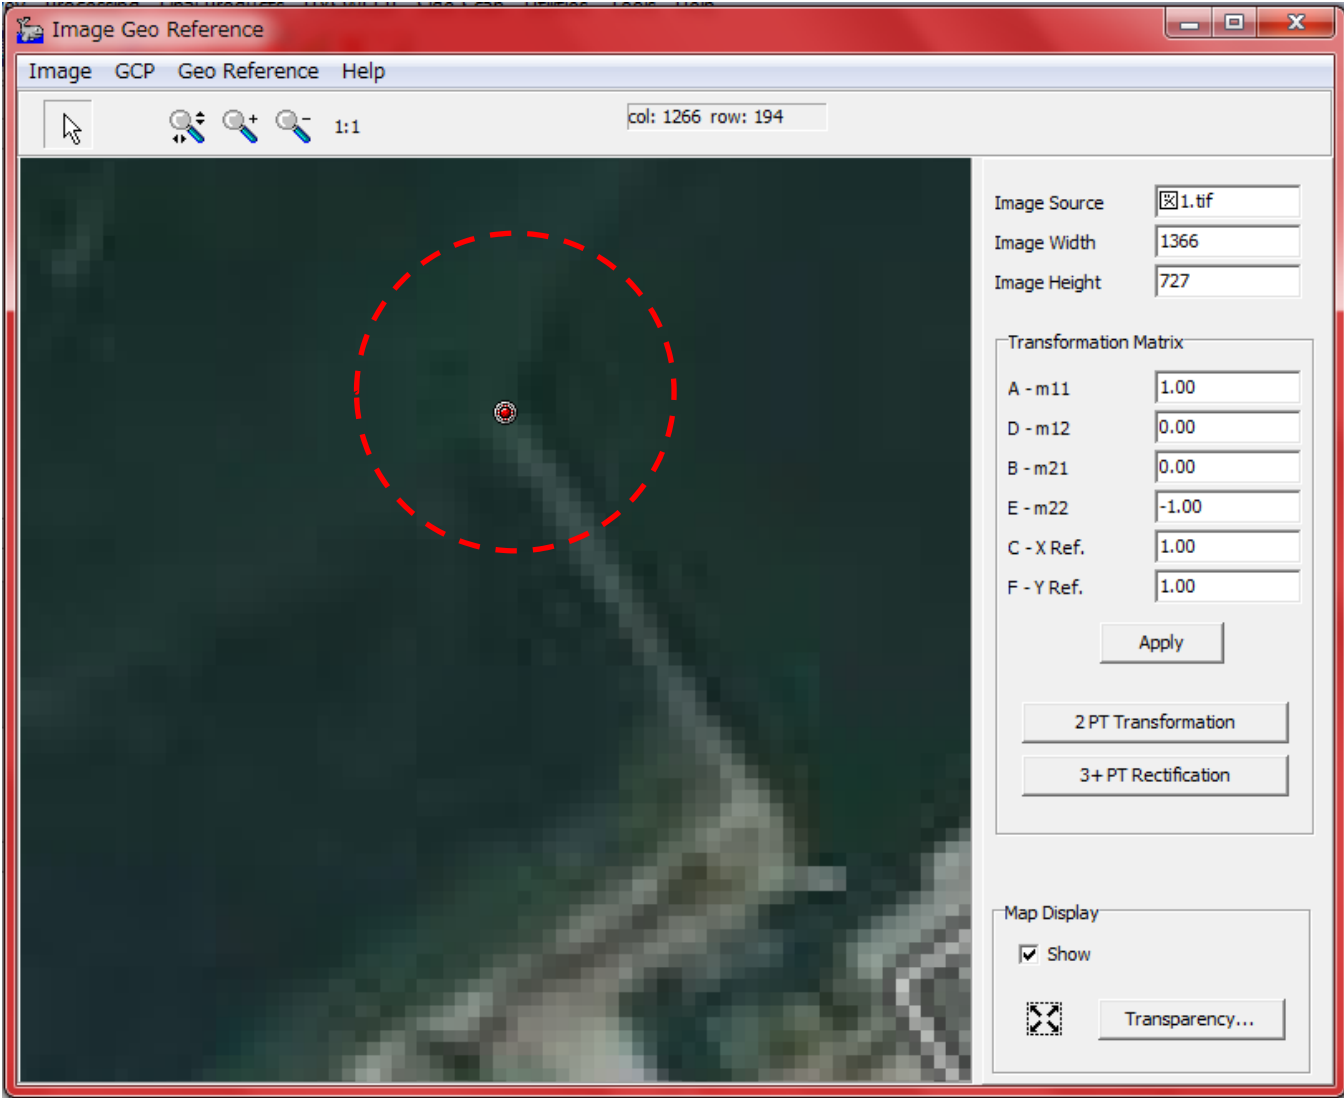 Image Geo Reference
Image GCP Geo Reference Help
1:1
col: 1266 row: 194
Image Source 図1.tif
Image Width 1366
Image Height 727
Transformation Matrix
A - m11 1.00
D - m12 0.00
B - m21 0.00
E - m22 -1.00
C - X Ref. 1.00
F - Y Ref. 1.00
Apply
2 PT Transformation
3+ PT Rectification
Map Display
Show
Transparency...